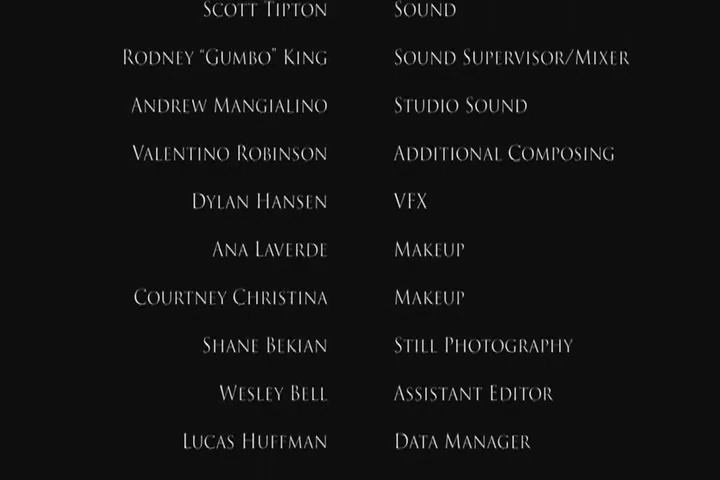 Scott Tipton Sound
Rodney “Gumbo” King Sound Supervisor/Mixer
Andrew Mangialino Studio Sound
Valentino Robinson Additional Composing
Dylan Hansen VFX
Ana Laverde Makeup
Courtney Christina Makeup
Shane Bekian Still Photography
Wesley Bell Assistant Editor
Lucas Huffman Data Manager